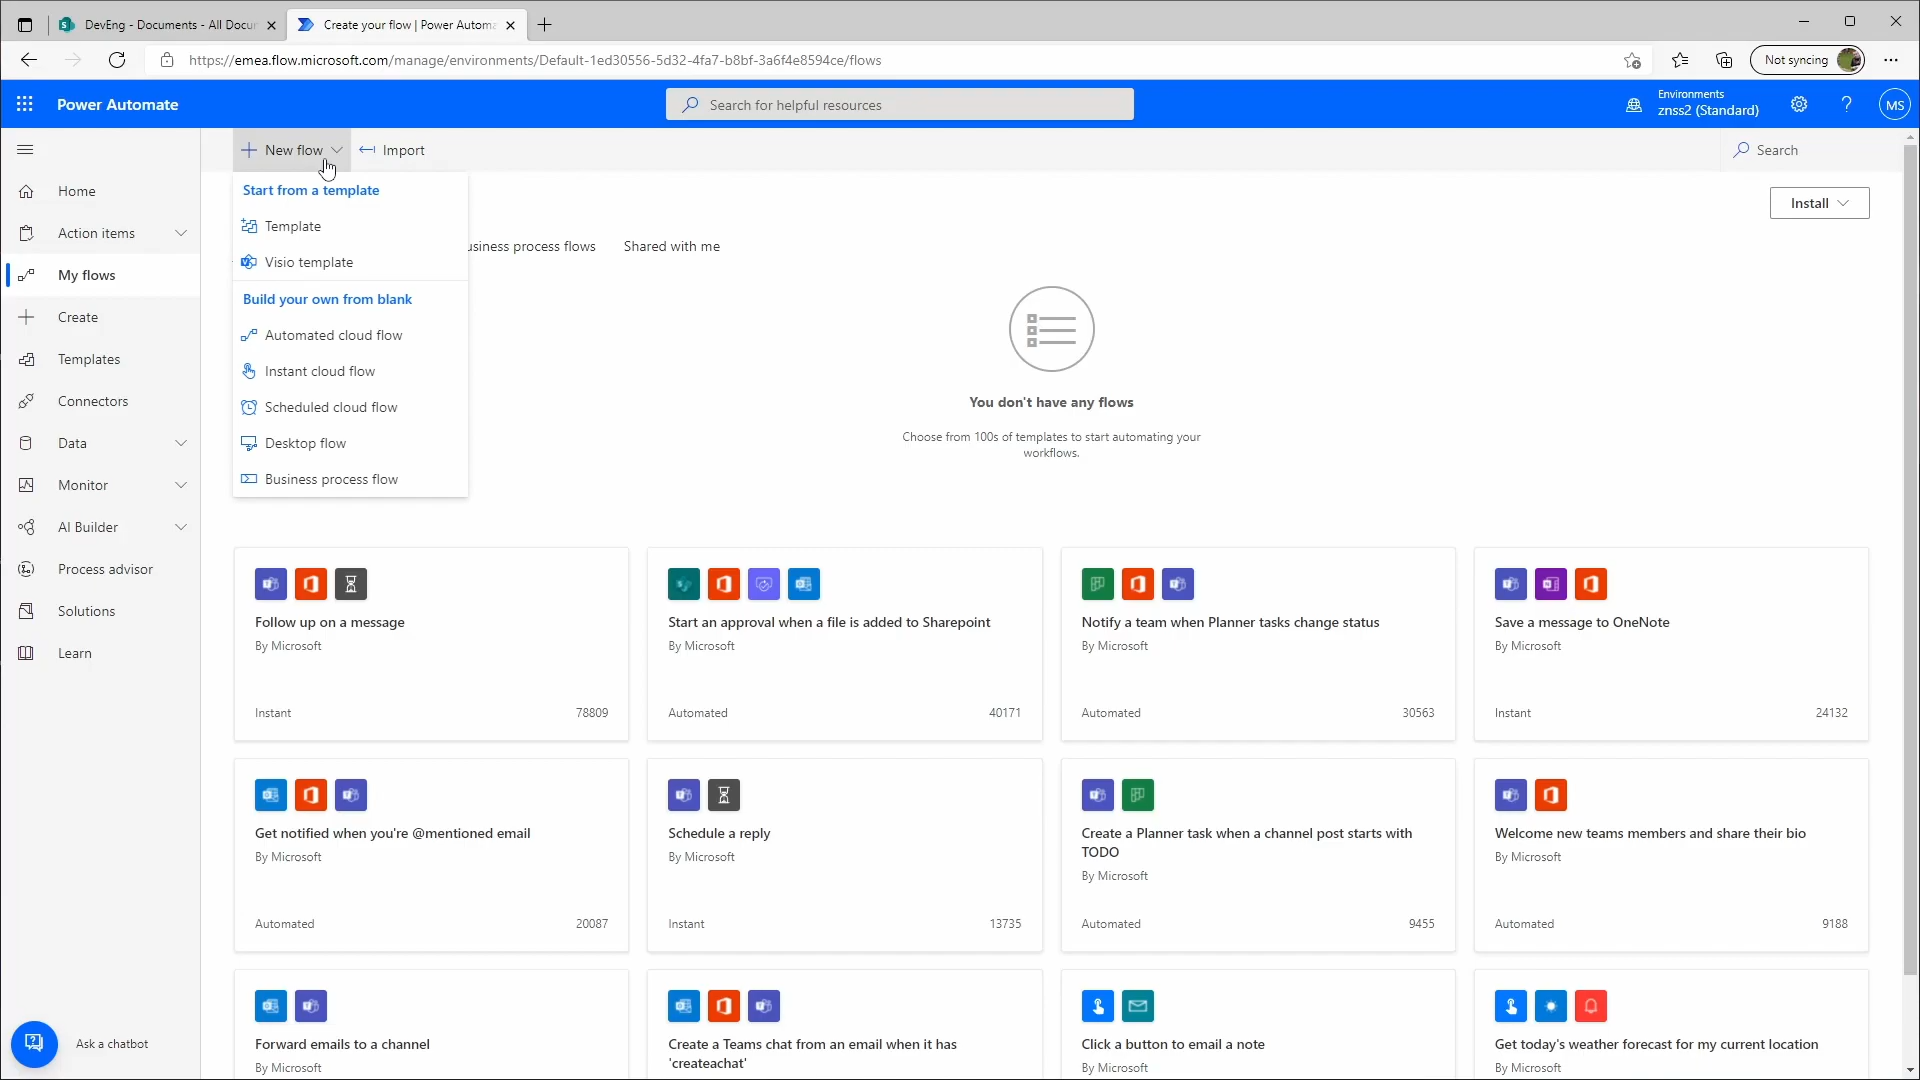 DevEng - Documents - All Docu
Create your flow | Power Automa
https://emea.flow.microsoft.com/manage/environments/Default-1ed30556-5d32-4fa7-b8bf-3a6f4e8594ce/flows
Not syncing
Power Automate
Search for helpful resources
Environments
znss2 (Standard)
?
MS
New flow
Import
Search
Home
Action items
My flows
Create
Templates
Connectors
Data
Monitor
AI Builder
Process advisor
Solutions
Learn
Ask a chatbot
Start from a template
Template
Visio template
Build your own from blank
Automated cloud flow
Instant cloud flow
Scheduled cloud flow
Desktop flow
Business process flow
Install
usiness process flows
Shared with me
You don't have any flows
Choose from 100s of templates to start automating your
workflows.
Follow up on a message
By Microsoft
Instant
78809
Start an approval when a file is added to Sharepoint
By Microsoft
Automated
40171
Notify a team when Planner tasks change status
By Microsoft
Automated
30563
Save a message to OneNote
By Microsoft
Instant
24132
Get notified when you're @mentioned email
By Microsoft
Automated
20087
Schedule a reply
By Microsoft
Instant
13735
Create a Planner task when a channel post starts with
TODO
By Microsoft
Automated
9455
Welcome new teams members and share their bio
By Microsoft
Automated
9188
Forward emails to a channel
By Microsoft
Create a Teams chat from an email when it has
'createachat'
Click a button to email a note
By Microsoft
Get today's weather forecast for my current location
By Microsoft